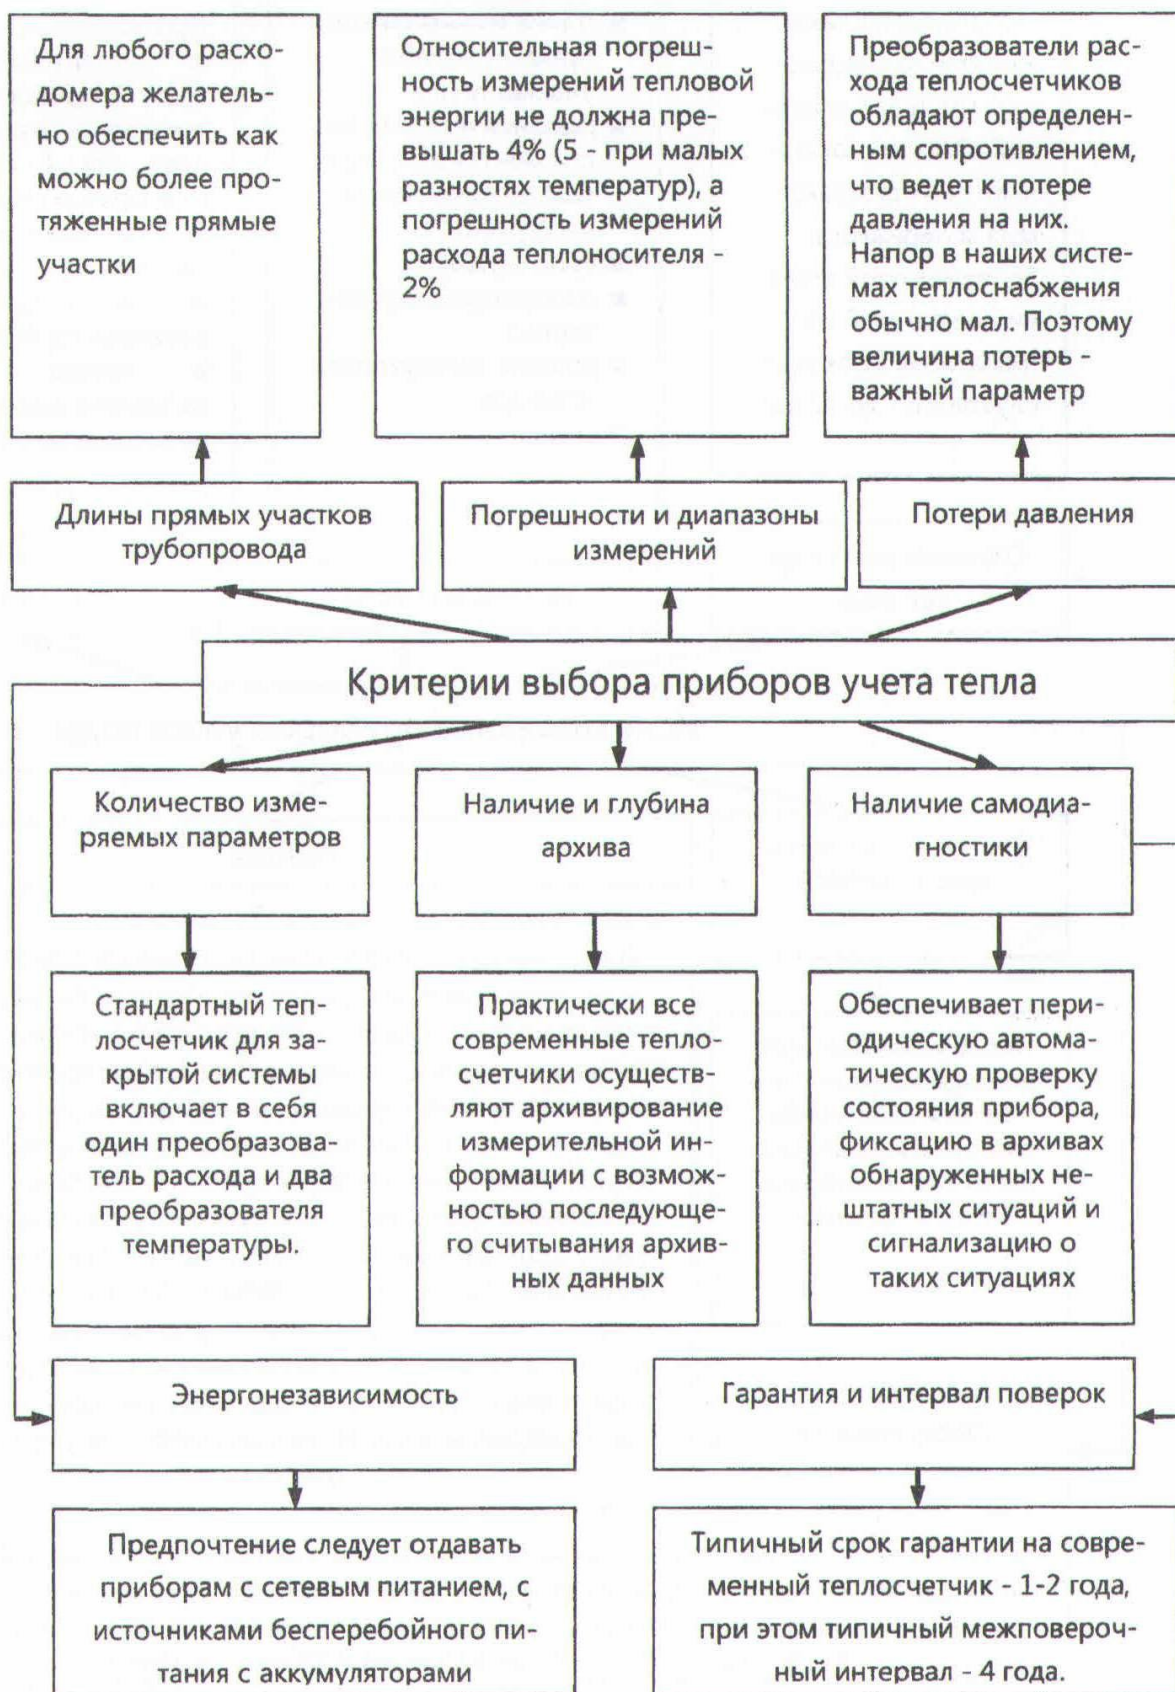 Для любого расхо-
домера желатель-
но обеспечить как
можно более про-
тяженные прямые
участки
Относительная погреш-
ность измерений тепловой
энергии не должна пре-
вышать 4% (5 - при малых
разностях температур), а
погрешность измерений
расхода теплоносителя -
2%
Преобразователи рас-
хода теплосчетчиков
обладают определен-
ным сопротивлением,
что ведет к потере
давления на них.
Напор в наших систе-
мах теплоснабжения
обычно мал. Поэтому
величина потерь -
важный параметр
Длины прямых участков
трубопровода
Погрешности и диапазоны
измерений
Потери давления
Критерии выбора приборов учета тепла
Количество изме-
ряемых параметров
Наличие и глубина
архива
Наличие самодиа-
гностики
Стандартный теп-
лосчетчик для за-
крытой системы
включает в себя
один преобразова-
тель расхода и два
преобразователя
температуры.
Практически все
современные тепло-
счетчики осуществ-
ляют архивирование
измерительной ин-
формации с возмож-
ностью последующе-
го считывания архив-
ных данных
Обеспечивает пери-
одическую автома-
тическую проверку
состояния прибора,
фиксацию в архивах
обнаруженных не-
штатных ситуаций и
сигнализацию о
таких ситуациях
Энергонезависимость
Гарантия и интервал поверок
Предпочтение следует отдавать
приборам с сетевым питанием, с
источниками бесперебойного пи-
тания с аккумуляторами
Типичный срок гарантии на совре-
менный теплосчетчик - 1-2 года,
при этом типичный межповероч-
ный интервал - 4 года.